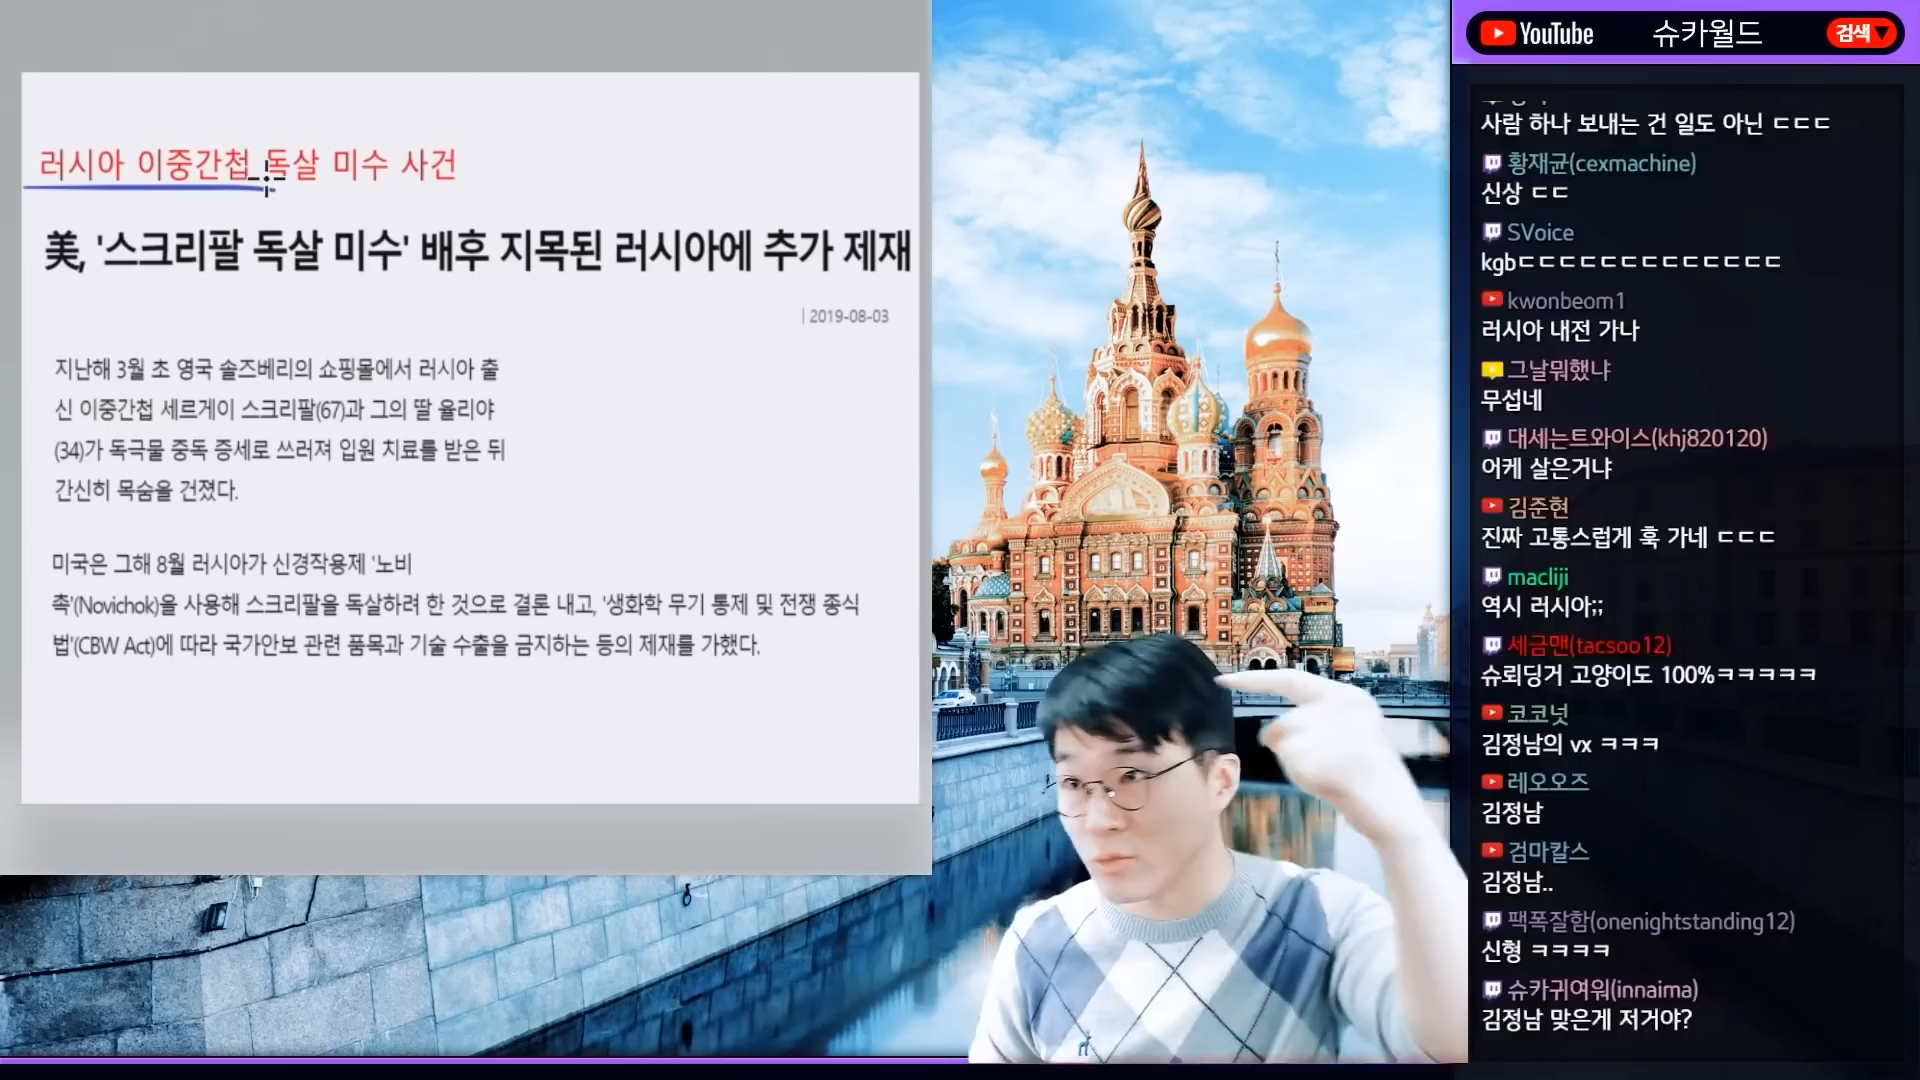 러시아 이중간첩 독살 미수 사건
美, '스크리팔 독살 미수' 배후 지목된 러시아에 추가 제재
| 2019-08-03
지난해 3월 초 영국 솔즈베리의 쇼핑몰에서 러시아 출
신 이중간첩 세르게이 스크리팔(67)과 그의 딸 율리야
(34)가 독극물 중독 증세로 쓰러져 입원 치료를 받은 뒤
간신히 목숨을 건졌다.
미국은 그해 8월 러시아가 신경작용제 '노비
촉'(Novichok)을 사용해 스크리팔을 독살하려 한 것으로 결론 내고, '생화학 무기 통제 및 전쟁 종식
법'(CBW Act)에 따라 국가안보 관련 품목과 기술 수출을 금지하는 등의 제재를 가했다.
YouTube 슈카월드 검색▼
사람 하나 보내는 건 일도 아닌 ㄷㄷㄷ
황재균(cexmachine)
신상 ㄷㄷ
SVoice
kgbㄷㄷㄷㄷㄷㄷㄷㄷㄷㄷㄷㄷㄷ
kwonbeom1
러시아 내전 가나
그날뭐했냐
무섭네
대세는트와이스(khj820120)
어케 살은거냐
김준현
진짜 고통스럽게 훅 가네 ㄷㄷㄷ
macliji
역시 러시아;;
세금맨(tacsoo12)
슈뢰딩거 고양이도 100%ㅋㅋㅋㅋㅋ
코코넛
김정남의 vx ㅋㅋㅋ
레오오즈
김정남
검마칼스
김정남..
팩폭잘함(onenightstanding12)
신형 ㅋㅋㅋㅋ
슈카귀여워(innaima)
김정남 맞은게 저거야?